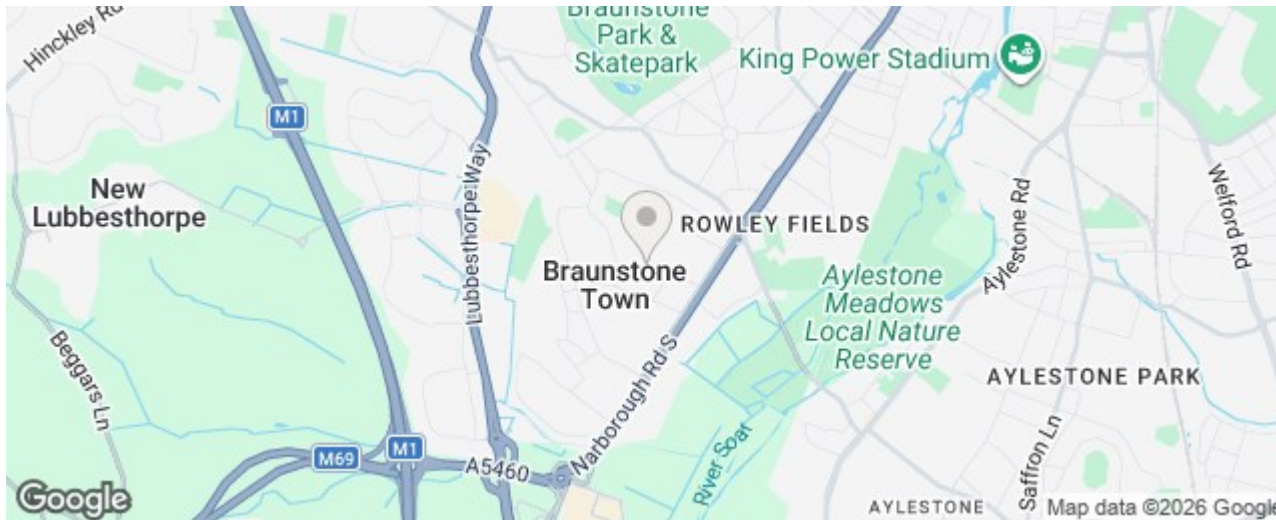 Hinckley Rd
Braunstone
Park &
Skatepark
King Power Stadium
M1
New
Lubbesthorpe
Lubbesthorpe Way
ROWLEY FIELDS
Welford Rd
Aylestone Rd
Braunstone
Town
Aylestone
Meadows
Local Nature
Reserve
Beggars Ln
Narborough Rd S
AYLESTONE PARK
M69
M1
A5460
River Soar
Saffron Ln
Google
AYLESTONE
Map data ©2026 Google